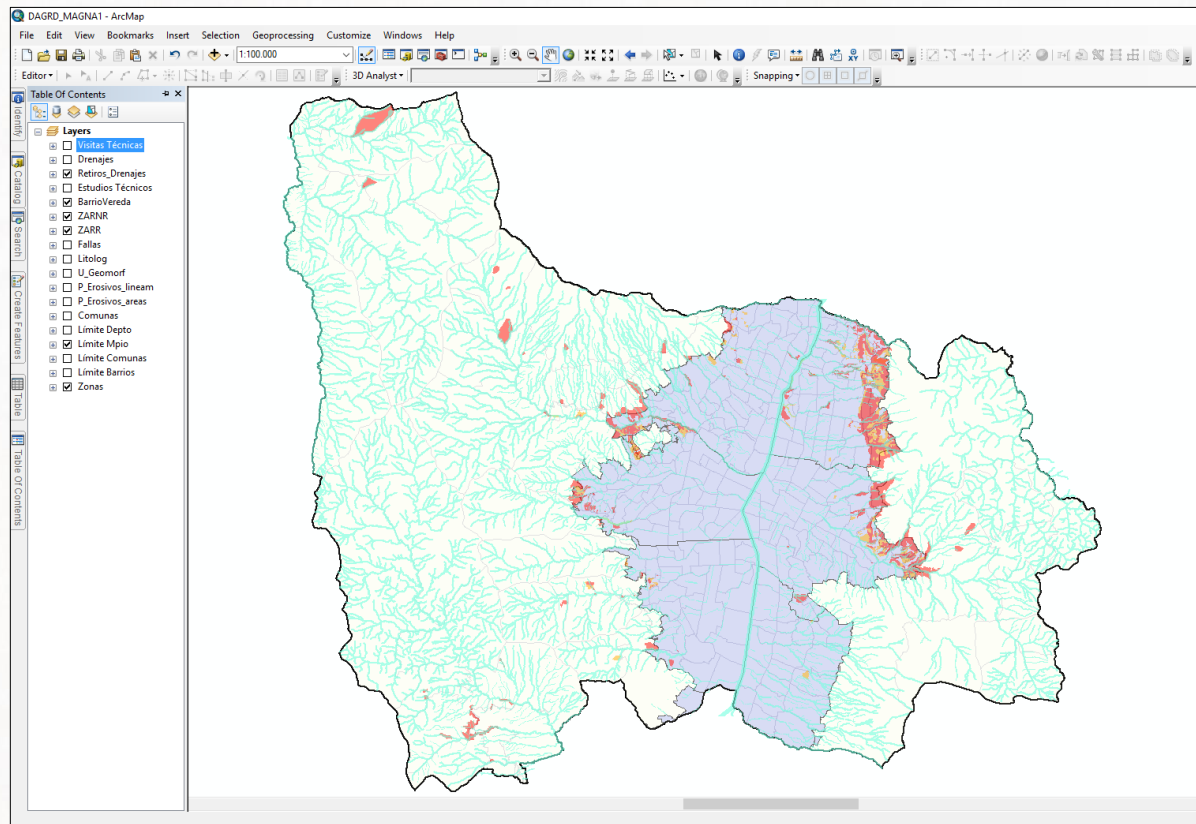 DAGRD_MAGNA1 - ArcMap
File Edit View Bookmarks Insert Selection Geoprocessing Customize Windows Help
1:100.000
Editor 3D Analyst Snapping
Table Of Contents
Layers
Visitas Técnicas
Drenajes
Retiros_Drenajes
Estudios Técnicos
BarrioVereda
ZARNR
ZARR
Fallas
Litolog
U_Geomorf
P_Erosivos_lineam
P_Erosivos_areas
Comunas
Límite Depto
Límite Mpio
Límite Comunas
Límite Barrios
Zonas
Identify
Catalog
Search
Create Features
Table
Table Of Contents